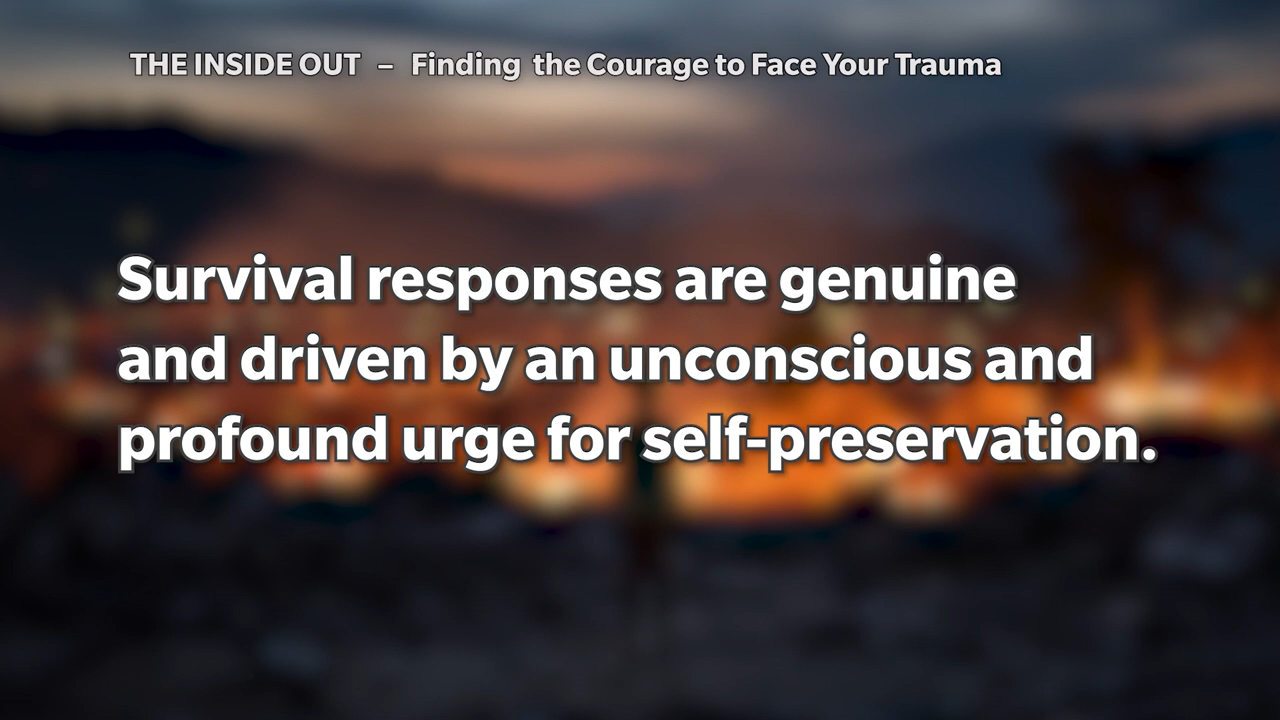 THE INSIDE OUT – Finding the Courage to Face Your Trauma
Survival responses are genuine
and driven by an unconscious and
profound urge for self-preservation.